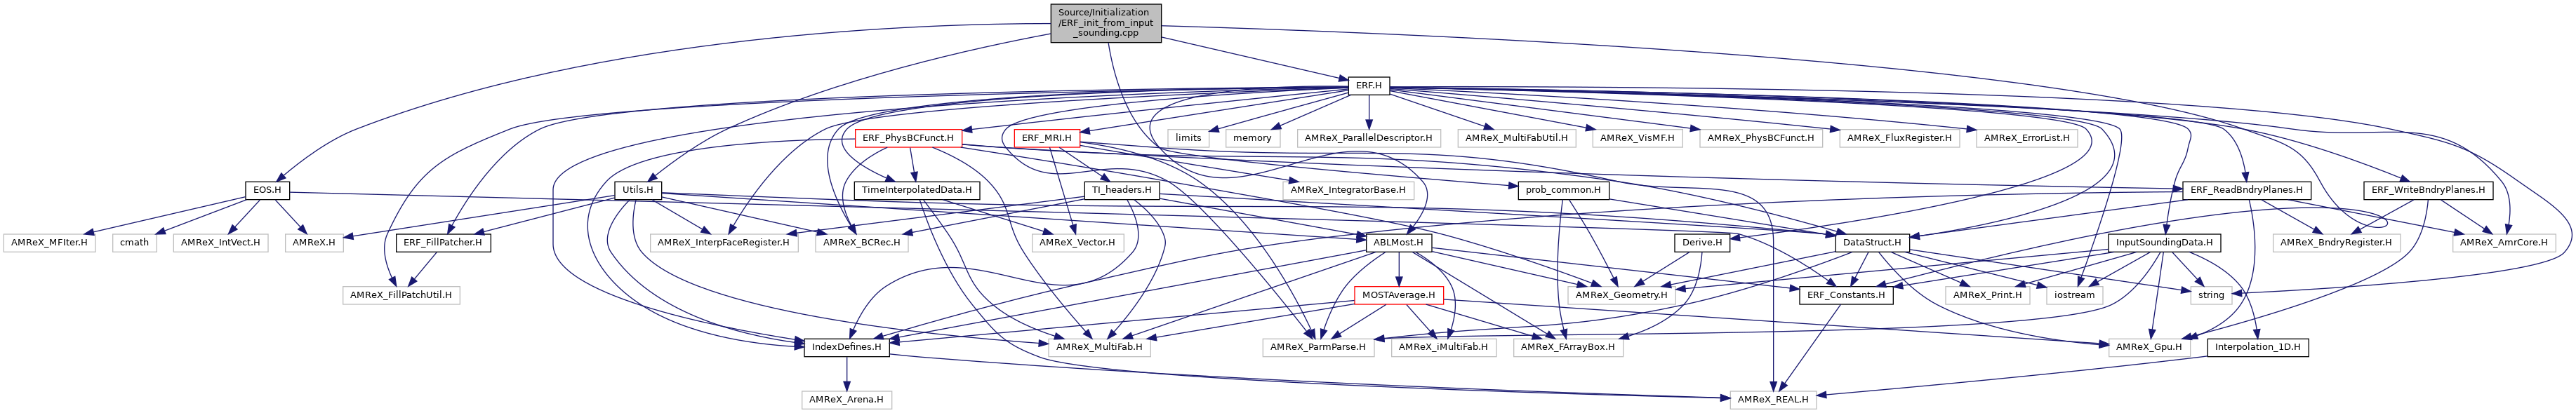 Source/Initialization
/ERF_init_from_input
_sounding.cpp
ERF.H
ERF_PhysBCFunct.H
ERF_MRI.H
limits
memory
AMReX_ParallelDescriptor.H
AMReX_MultiFabUtil.H
AMReX_VisMF.H
AMReX_PhysBCFunct.H
AMReX_FluxRegister.H
AMReX_ErrorList.H
EOS.H
Utils.H
TimeInterpolatedData.H
TI_headers.H
AMReX_IntegratorBase.H
prob_common.H
ERF_ReadBndryPlanes.H
ERF_WriteBndryPlanes.H
AMReX_MFIter.H
cmath
AMReX_IntVect.H
AMReX.H
ERF_FillPatcher.H
AMReX_InterpFaceRegister.H
AMReX_BCRec.H
AMReX_Vector.H
ABLMost.H
Derive.H
DataStruct.H
InputSoundingData.H
AMReX_BndryRegister.H
AMReX_AmrCore.H
AMReX_FillPatchUtil.H
MOSTAverage.H
AMReX_Geometry.H
ERF_Constants.H
AMReX_Print.H
iostream
string
IndexDefines.H
AMReX_MultiFab.H
AMReX_ParmParse.H
AMReX_iMultiFab.H
AMReX_FArrayBox.H
AMReX_Gpu.H
Interpolation_1D.H
AMReX_Arena.H
AMReX_REAL.H